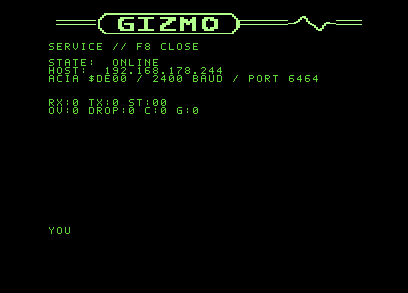 GIZMO
SERVICE // F8 CLOSE
STATE:  ONLINE
HOST:  192.168.178.244
ACIA $DE00 / 2400 BAUD / PORT 6464
RX:0 TX:0 ST:00
OV:0 DROP:0 C:0 G:0
YOU